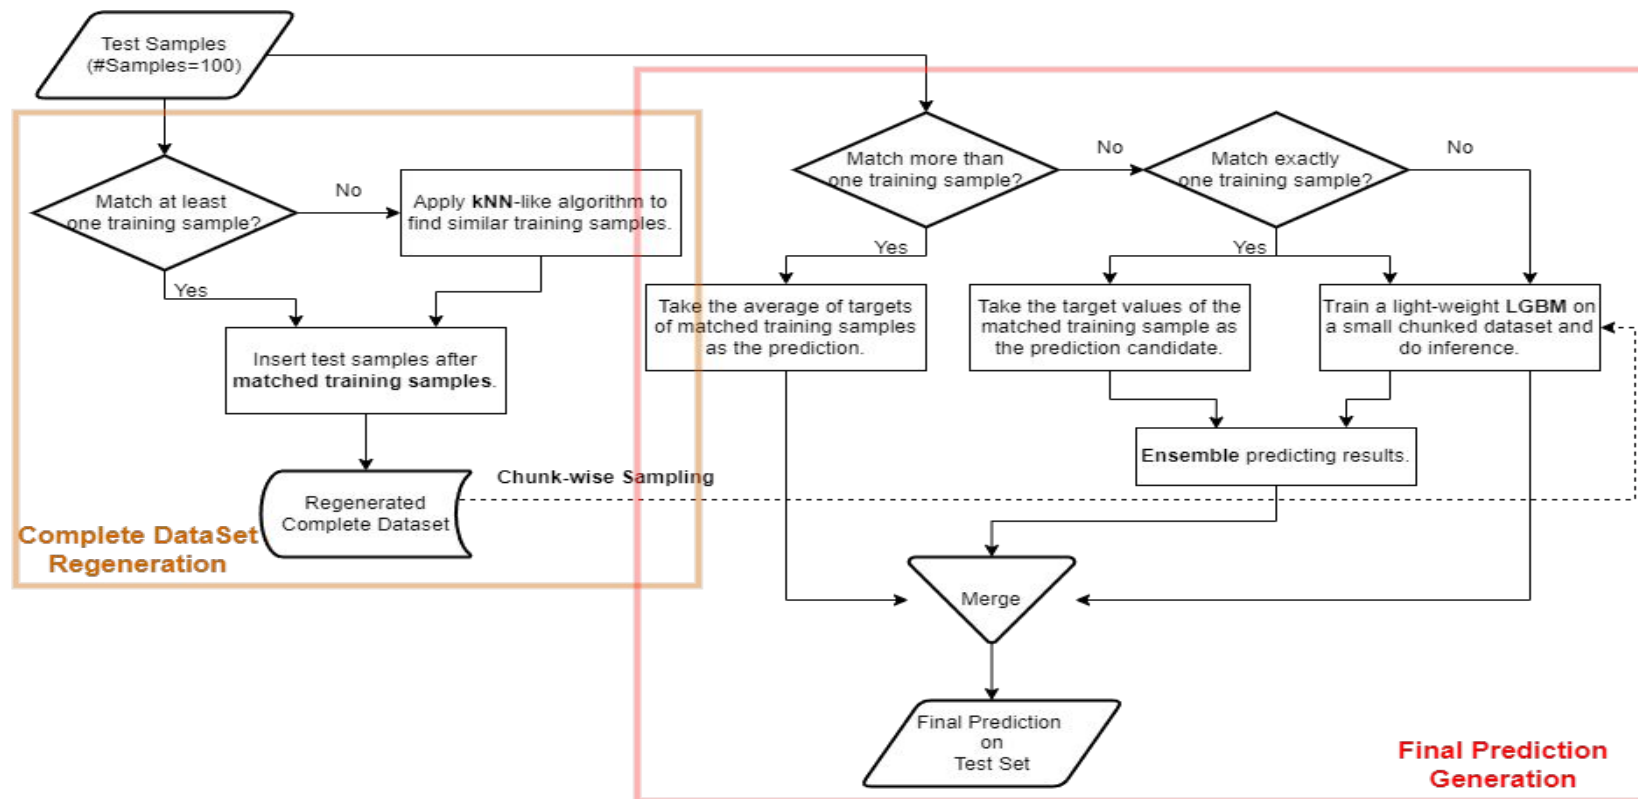 Test Samples
(#Samples=100)
Match at least
one training sample?
No
Apply kNN-like algorithm to
find similar training samples.
Yes
Insert test samples after
matched training samples.
Regenerated
Complete Dataset
Chunk-wise Sampling
Complete DataSet
Regeneration
Match more than
one training sample?
No
Match exactly
one training sample?
No
Yes
Yes
Take the average of targets
of matched training samples
as the prediction.
Take the target values of the
matched training sample as
the prediction candidate.
Train a light-weight LGBM on
a small chunked dataset and
do inference.
Ensemble predicting results.
Merge
Final Prediction
on
Test Set
Final Prediction
Generation